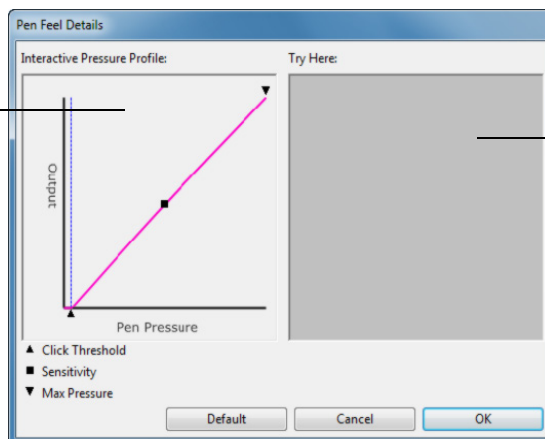 Pen Feel Details
Interactive Pressure Profile:
Try Here:
Output
Pen Pressure
▲ Click Threshold
■ Sensitivity
▼ Max Pressure
Default
Cancel
OK